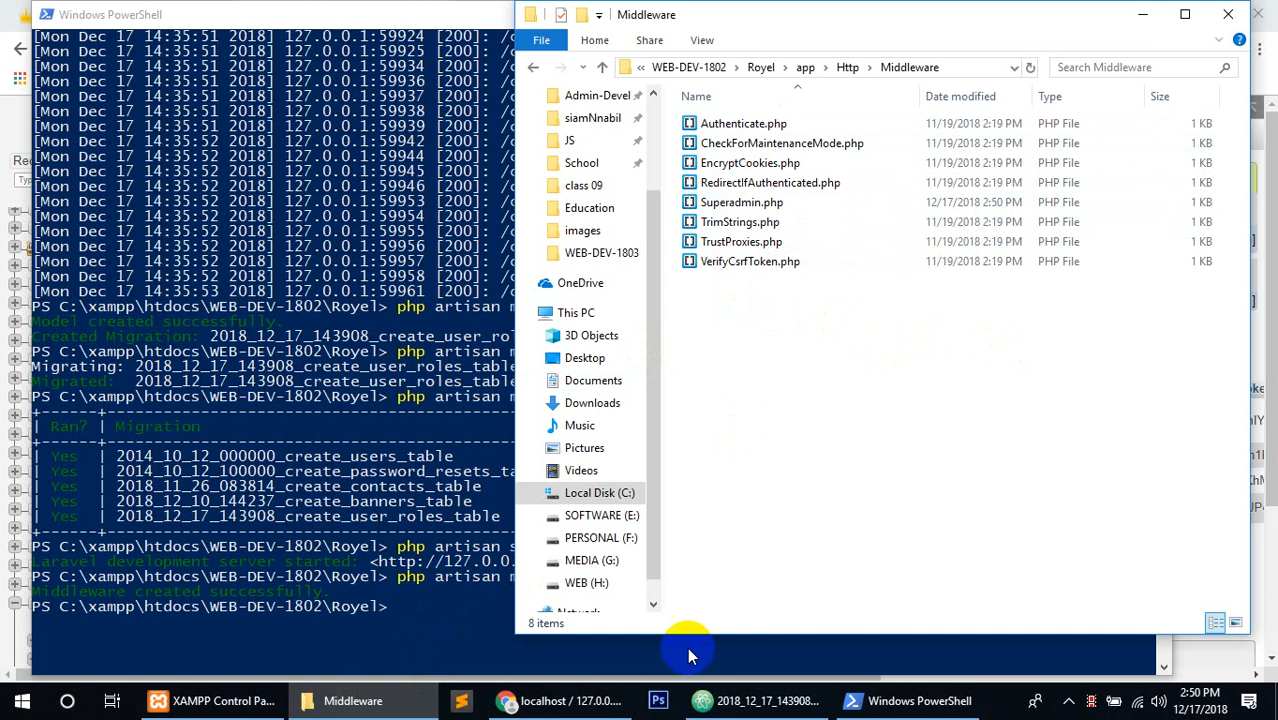 Windows PowerShell
[Mon Dec 17 14:35:51 2018] 127.0.0.1:59924 [200]: /
[Mon Dec 17 14:35:51 2018] 127.0.0.1:59925 [200]: /
[Mon Dec 17 14:35:51 2018] 127.0.0.1:59934 [200]: /
[Mon Dec 17 14:35:51 2018] 127.0.0.1:59936 [200]: /
[Mon Dec 17 14:35:51 2018] 127.0.0.1:59937 [200]: /
[Mon Dec 17 14:35:51 2018] 127.0.0.1:59938 [200]: /
[Mon Dec 17 14:35:51 2018] 127.0.0.1:59939 [200]: /
[Mon Dec 17 14:35:52 2018] 127.0.0.1:59942 [200]: /
[Mon Dec 17 14:35:52 2018] 127.0.0.1:59944 [200]: /
[Mon Dec 17 14:35:52 2018] 127.0.0.1:59945 [200]: /
[Mon Dec 17 14:35:52 2018] 127.0.0.1:59946 [200]: /
[Mon Dec 17 14:35:52 2018] 127.0.0.1:59953 [200]: /
[Mon Dec 17 14:35:52 2018] 127.0.0.1:59954 [200]: /
[Mon Dec 17 14:35:52 2018] 127.0.0.1:59955 [200]: /
[Mon Dec 17 14:35:52 2018] 127.0.0.1:59956 [200]: /
[Mon Dec 17 14:35:52 2018] 127.0.0.1:59957 [200]: /
[Mon Dec 17 14:35:52 2018] 127.0.0.1:59958 [200]: /
[Mon Dec 17 14:35:53 2018] 127.0.0.1:59961 [200]: /
PS C:\xampp\htdocs\WEB-DEV-1802\Royel> php artisan m
Model created successfully.
Created Migration: 2018_12_17_143908_create_user_rol
PS C:\xampp\htdocs\WEB-DEV-1802\Royel> php artisan m
Migrating: 2018_12_17_143908_create_user_roles_table
Migrated:  2018_12_17_143908_create_user_roles_table
PS C:\xampp\htdocs\WEB-DEV-1802\Royel> php artisan m
| Ran? | Migration
| Yes | 2014_10_12_000000_create_users_table
| Yes | 2014_10_12_100000_create_password_resets_ta
| Yes | 2018_11_26_083814_create_contacts_table
| Yes | 2018_12_10_144237_create_banners_table
| Yes | 2018_12_17_143908_create_user_roles_table
PS C:\xampp\htdocs\WEB-DEV-1802\Royel> php artisan s
Laravel development server started: <http://127.0.0.
PS C:\xampp\htdocs\WEB-DEV-1802\Royel> php artisan m
Middleware created successfully.
PS C:\xampp\htdocs\WEB-DEV-1802\Royel>
Middleware
File Home Share View
« WEB-DEV-1802 Royel app Http Middleware Search Middleware
Admin-Devel
siamNnabil
JS
School
class 09
Education
images
WEB-DEV-1803
OneDrive
This PC
3D Objects
Desktop
Documents
Downloads
Music
Pictures
Videos
Local Disk (C:)
SOFTWARE (E:)
PERSONAL (F:)
MEDIA (G:)
WEB (H:)
Network
Name Date modified Type Size
Authenticate.php 11/19/2018 2:19 PM PHP File 1 KB
CheckForMaintenanceMode.php 11/19/2018 2:19 PM PHP File 1 KB
EncryptCookies.php 11/19/2018 2:19 PM PHP File 1 KB
RedirectIfAuthenticated.php 11/19/2018 2:19 PM PHP File 1 KB
Superadmin.php 12/17/2018 2:50 PM PHP File 1 KB
TrimStrings.php 11/19/2018 2:19 PM PHP File 1 KB
TrustProxies.php 11/19/2018 2:19 PM PHP File 1 KB
VerifyCsrfToken.php 11/19/2018 2:19 PM PHP File 1 KB
8 items
XAMPP Control Pa... Middleware localhost / 127.0.0.... Ps 2018_12_17_143908... Windows PowerShell
2:50 PM
12/17/2018